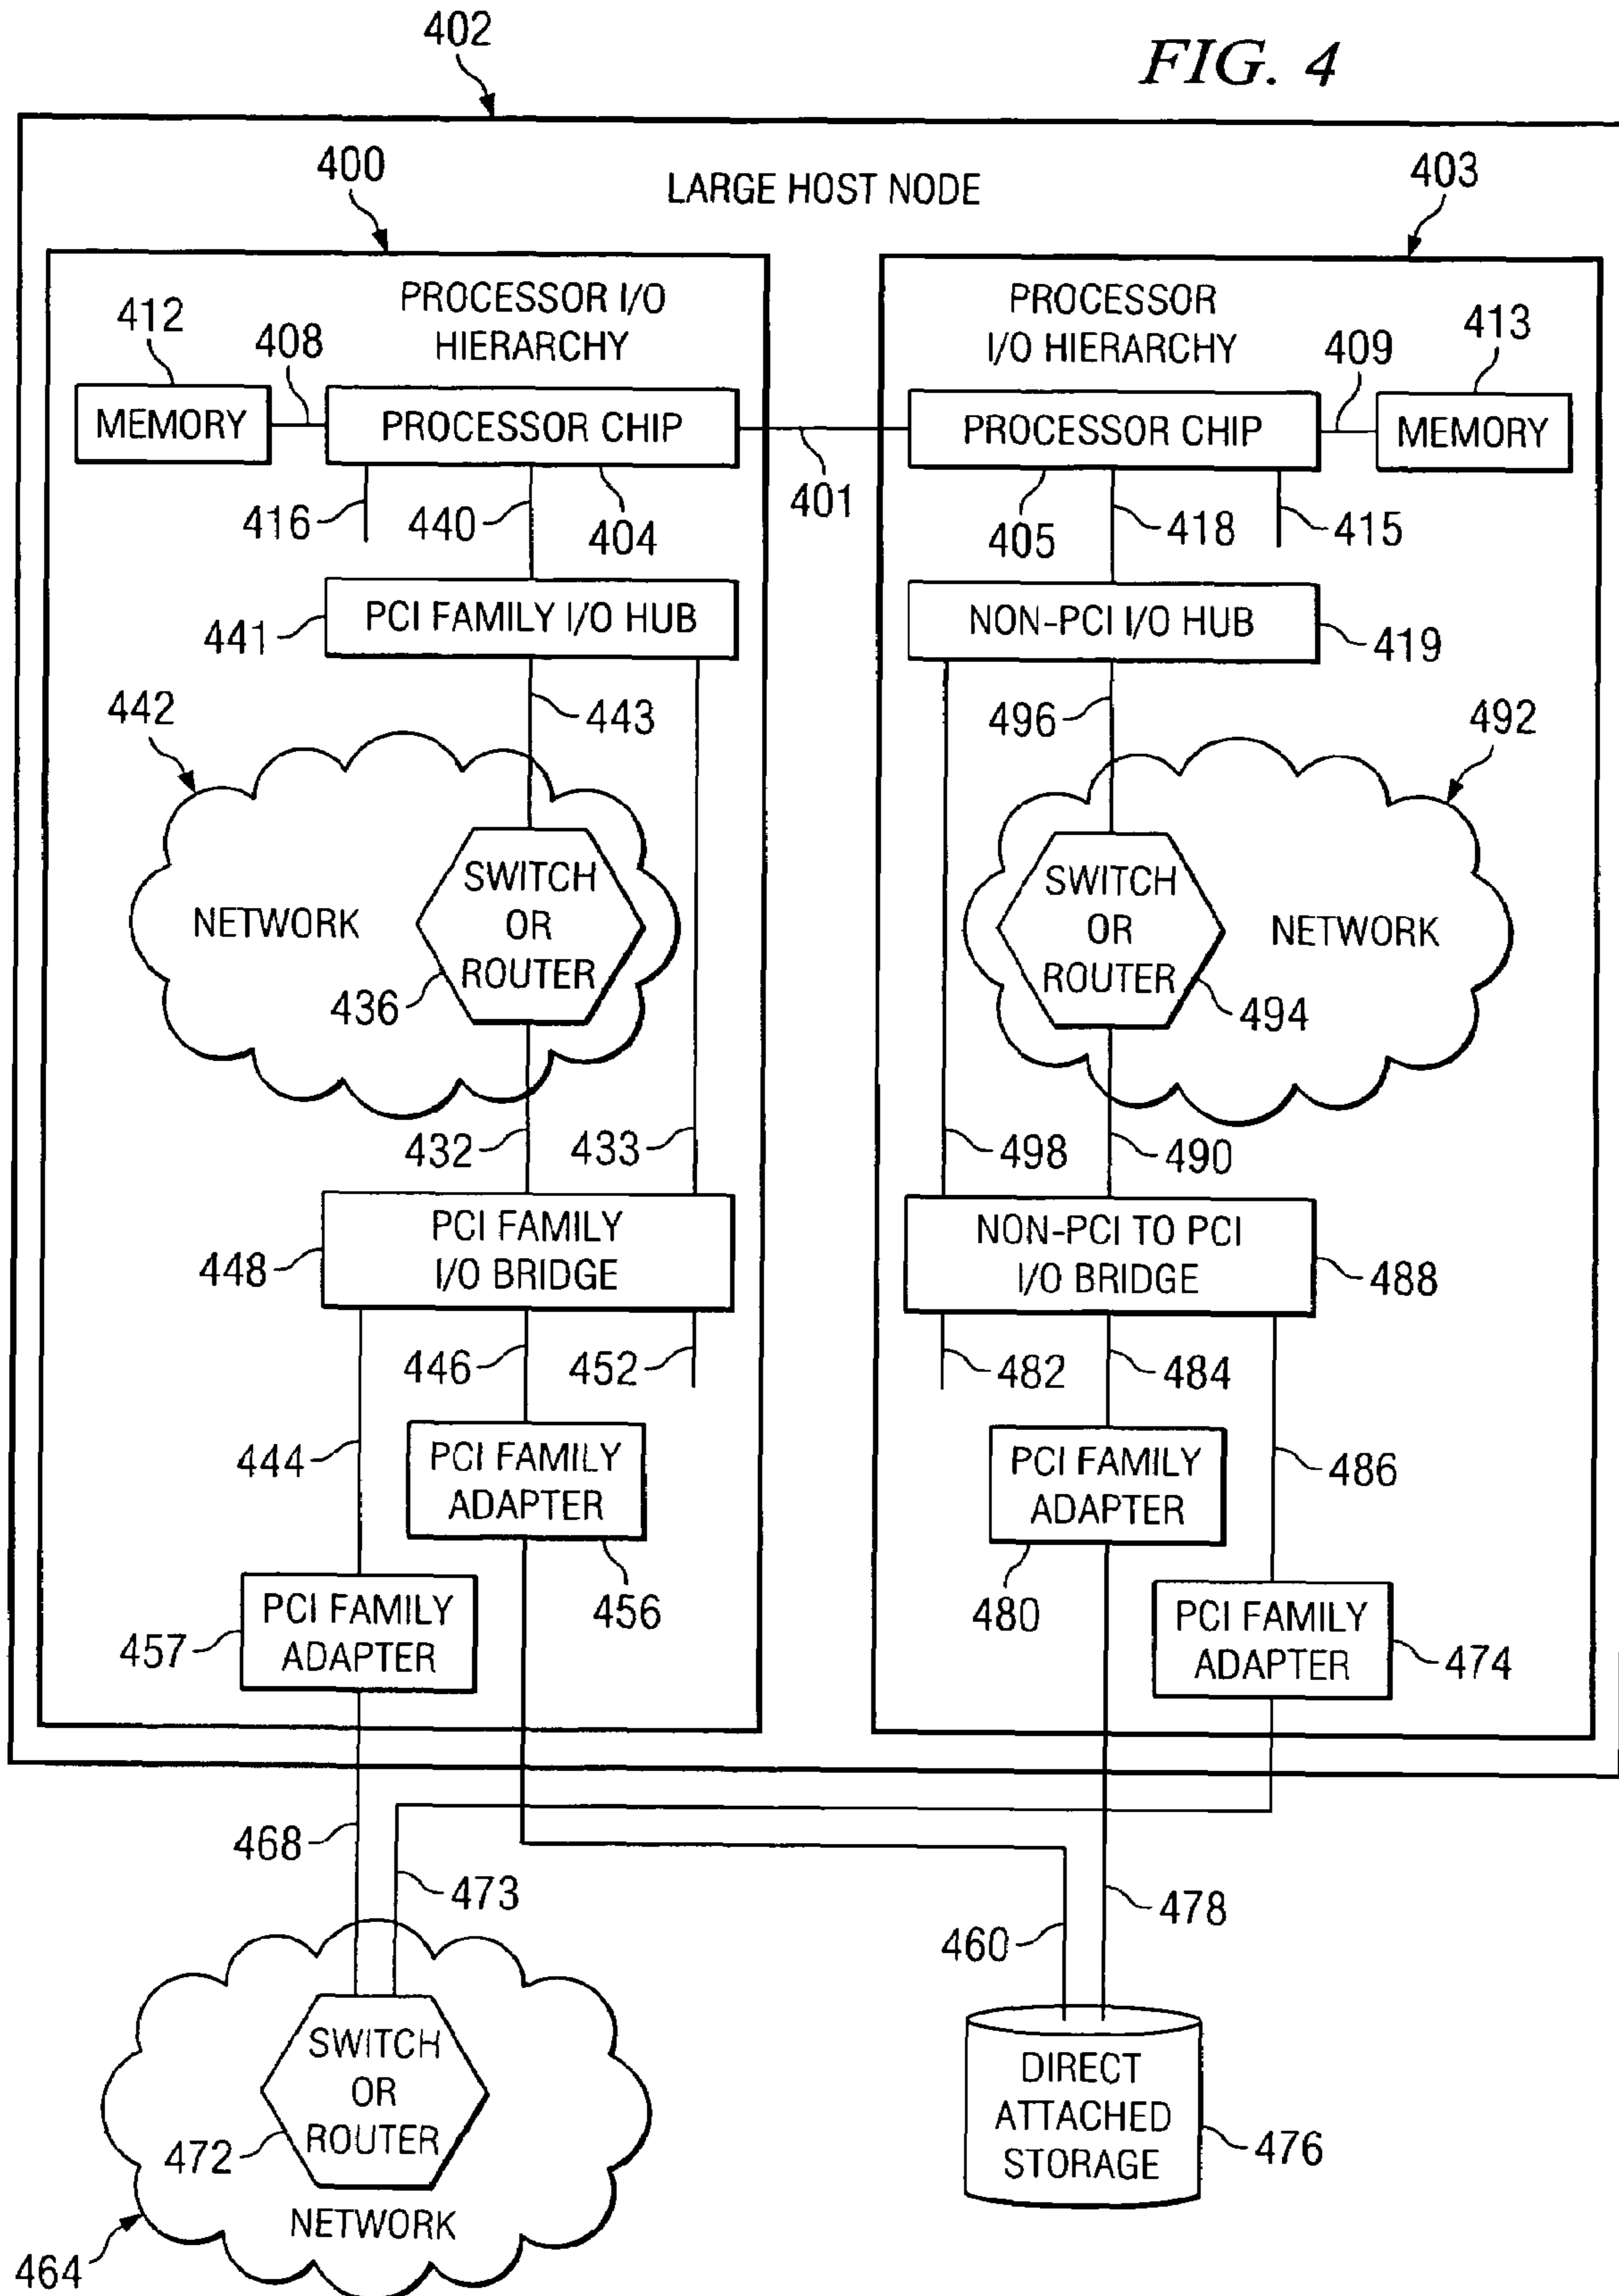 402
FIG. 4
400
LARGE HOST NODE
403
412
408
PROCESSOR I/O
HIERARCHY
PROCESSOR
I/O HIERARCHY
409
413
MEMORY
PROCESSOR CHIP
PROCESSOR CHIP
MEMORY
416
440
404
401
405
418
415
441
PCI FAMILY I/O HUB
NON-PCI I/O HUB
419
442
443
496
492
NETWORK
SWITCH
OR
ROUTER
436
SWITCH
OR
ROUTER
NETWORK
494
432
433
498
490
448
PCI FAMILY
I/O BRIDGE
NON-PCI TO PCI
I/O BRIDGE
488
446
452
482
484
444
PCI FAMILY
ADAPTER
PCI FAMILY
ADAPTER
486
457
PCI FAMILY
ADAPTER
456
480
PCI FAMILY
ADAPTER
474
468
473
460
478
SWITCH
OR
ROUTER
472
NETWORK
464
DIRECT
ATTACHED
STORAGE
476